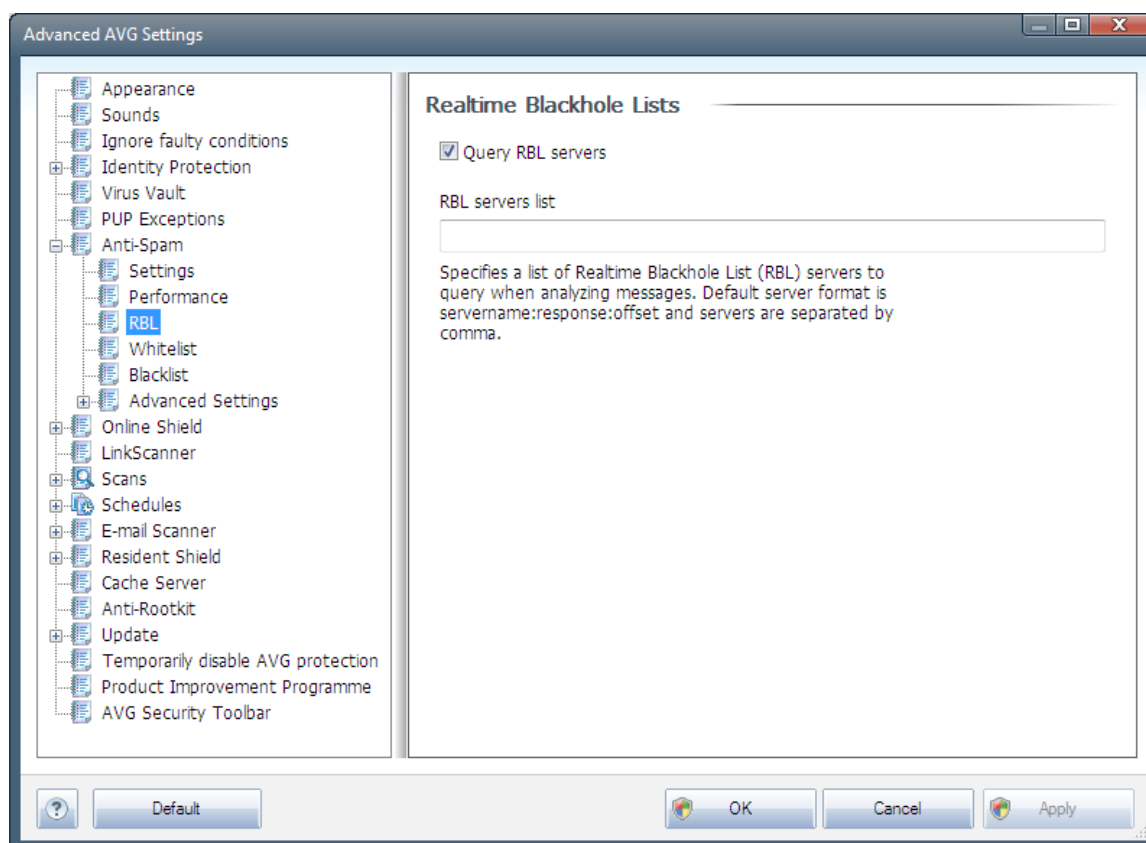 Advanced AVG Settings
Appearance
Sounds
Ignore faulty conditions
Identity Protection
Virus Vault
PUP Exceptions
Anti-Spam
Settings
Performance
RBL
Whitelist
Blacklist
Advanced Settings
Online Shield
LinkScanner
Scans
Schedules
E-mail Scanner
Resident Shield
Cache Server
Anti-Rootkit
Update
Temporarily disable AVG protection
Product Improvement Programme
AVG Security Toolbar
Realtime Blackhole Lists
Query RBL servers
RBL servers list
Specifies a list of Realtime Blackhole List (RBL) servers to
query when analyzing messages. Default server format is
servername:response:offset and servers are separated by
comma.
? Default OK Cancel Apply